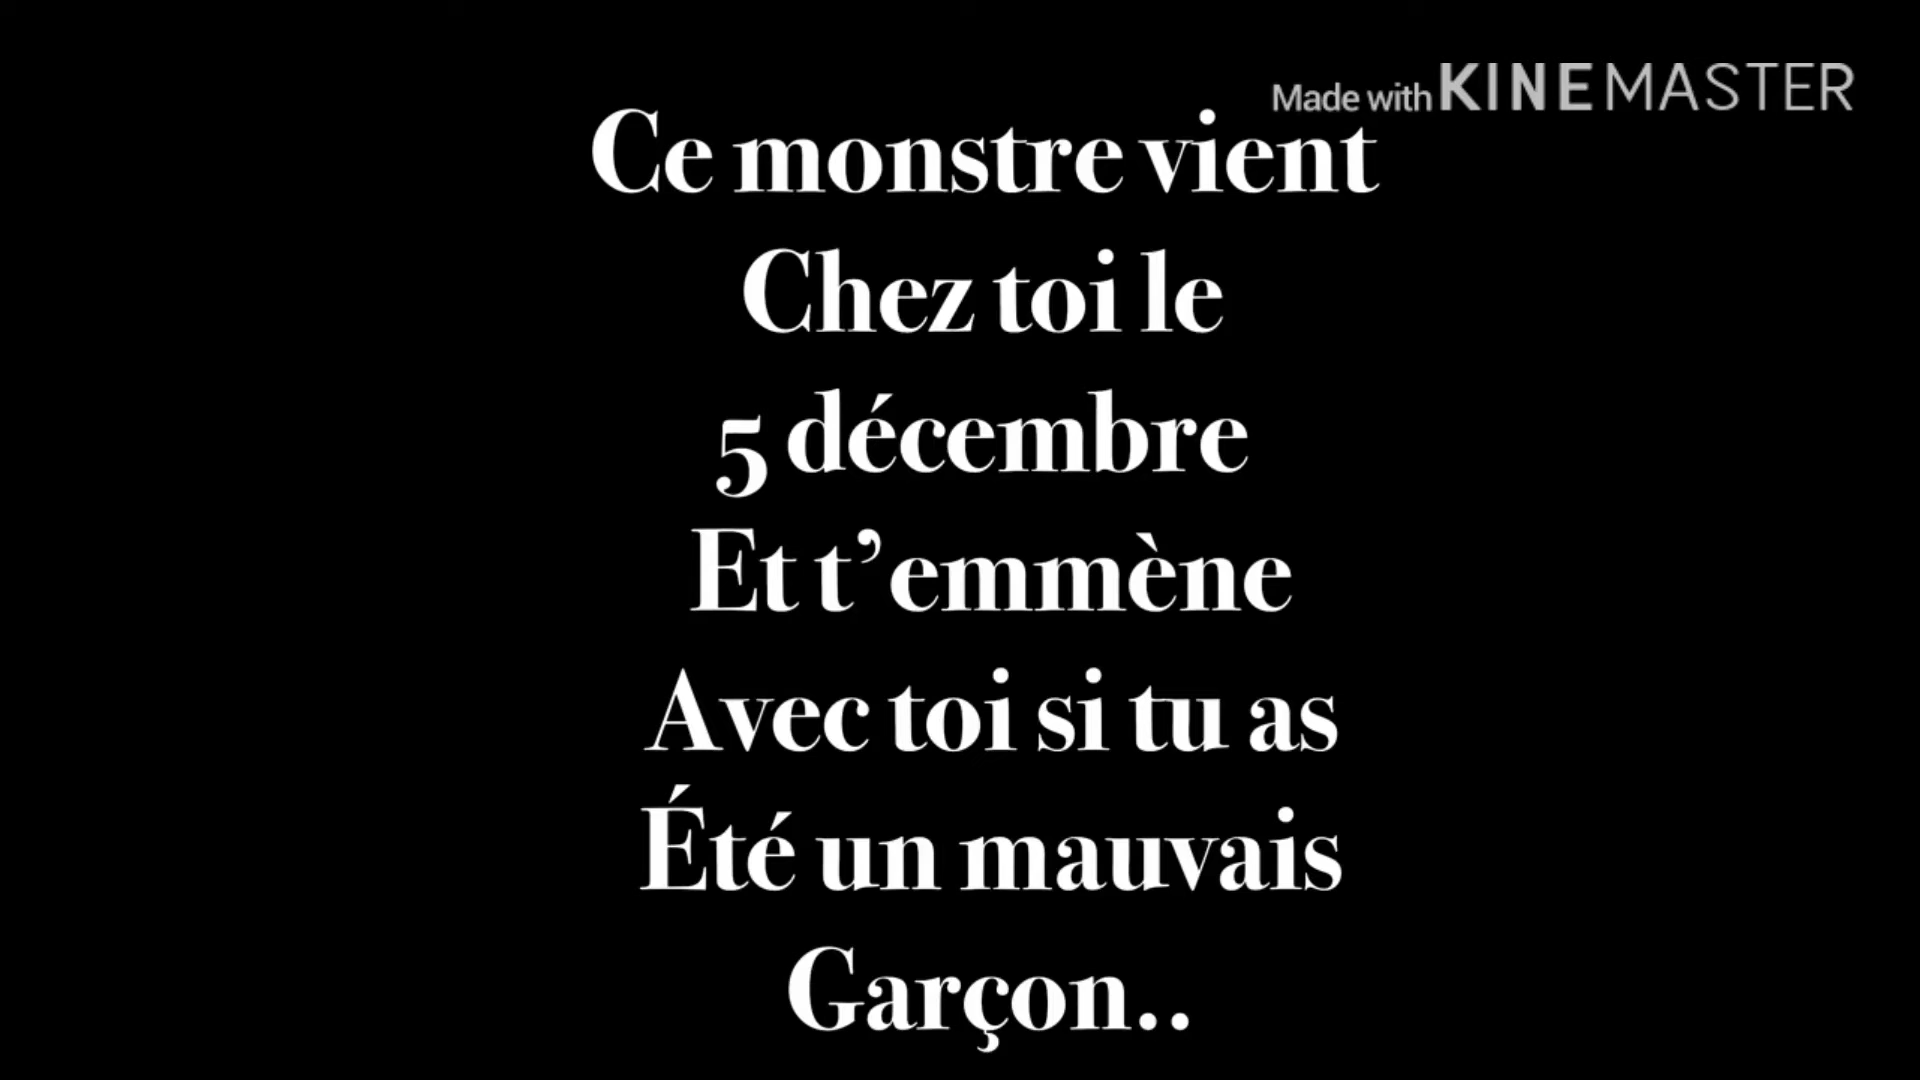 Made with KINEMASTER
Ce monstre vient
Chez toi le
5 décembre
Et t’emmène
Avec toi si tu as
Été un mauvais
Garçon..